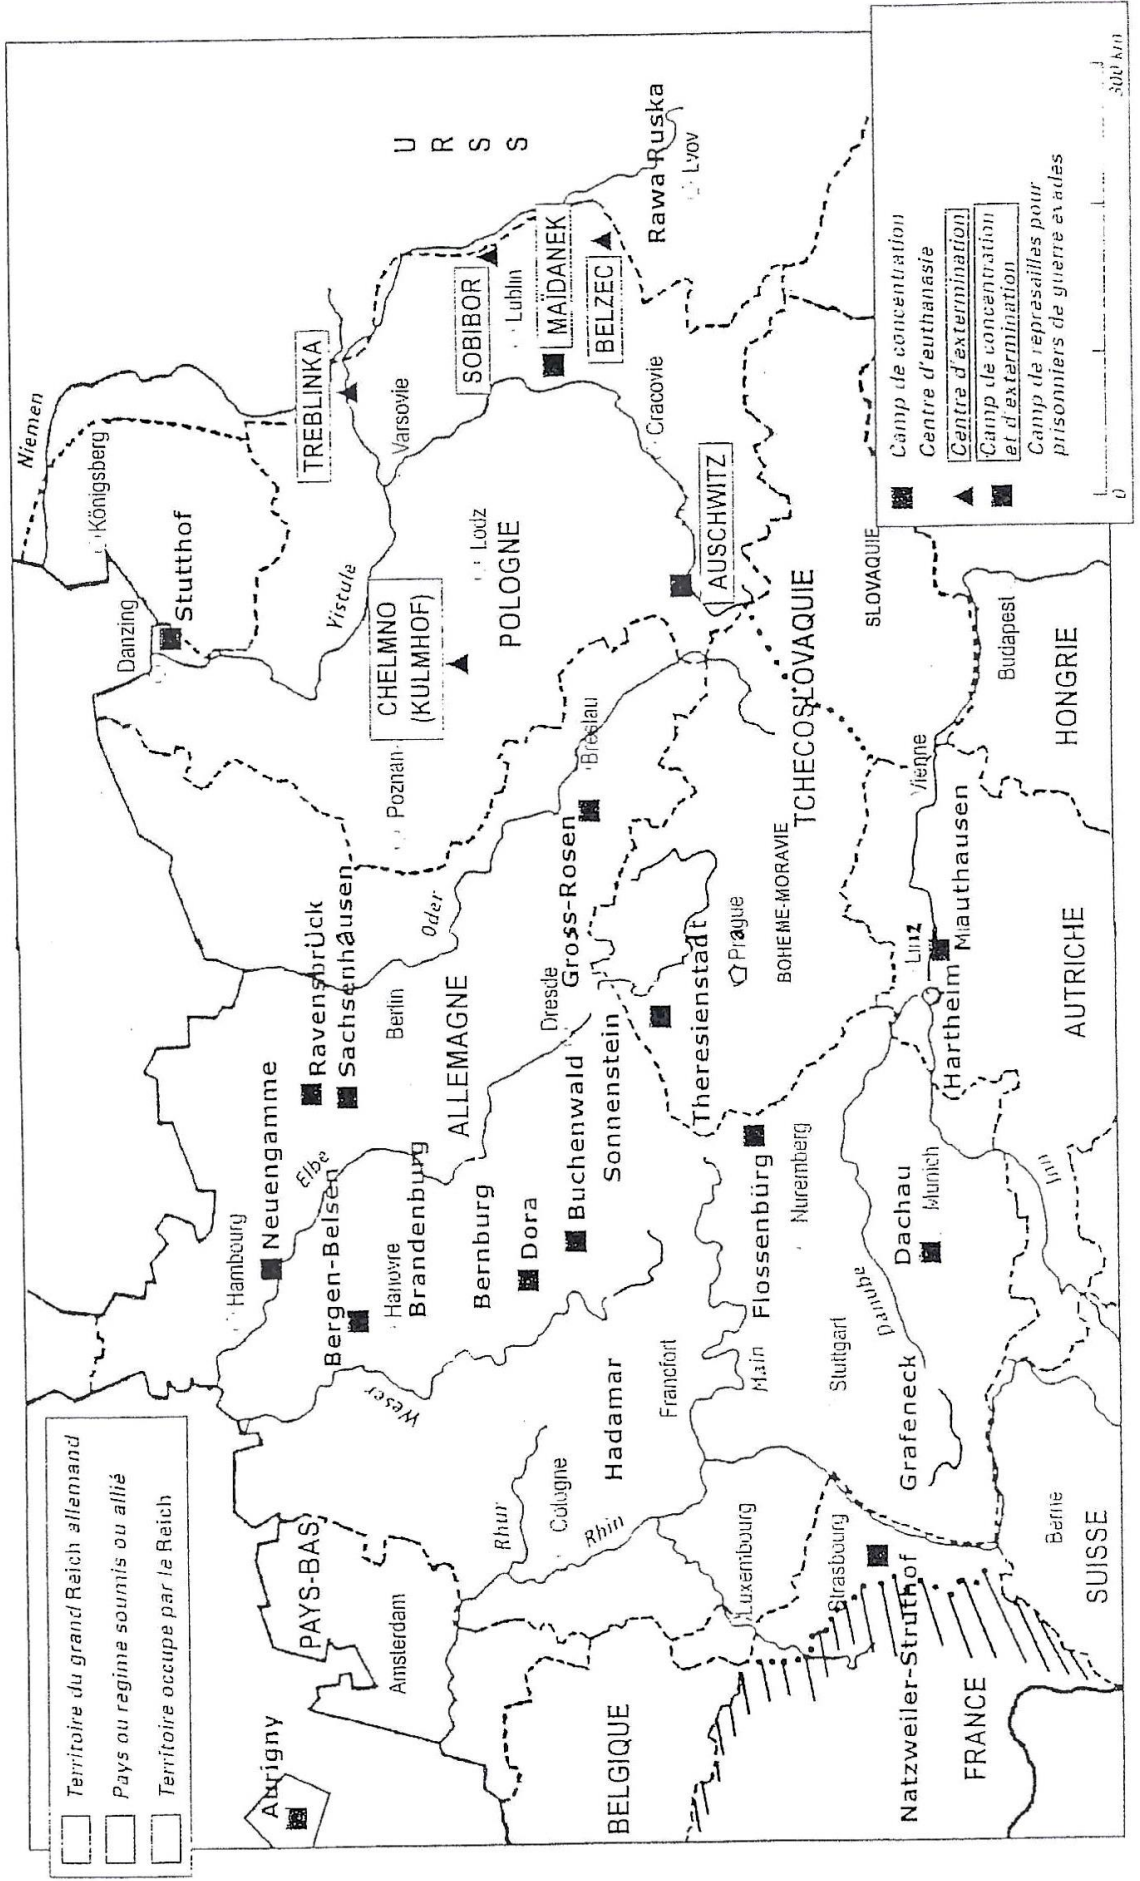 Territoire du grand Reich allemand
Pays ou regime soumis ou allié
Territoire occupe par le Reich
Aurigny
PAYS-BAS
Amsterdam
BELGIQUE
Luxembourg
Strasbourg
Natzweiler-Struthof
FRANCE
SUISSE
Berne
Rhur
Cologne
Rhin
Weser
Hadamar
Francfort
Main
Stuttgart
Grafeneck
Danube
Hambourg
Neuengamme
Elbe
Bergen-Belsen
Hanovre
Brandenburg
Bernburg
Dora
Buchenwald
Sonnenstein
Flossenbürg
Nuremberg
Dachau
Munich
Inn
Ravensbrück
Sachsenhausen
Berlin
ALLEMAGNE
Oder
Dresde
Gross-Rosen
Theresienstadt
Prague
BOHEME-MORAVIE
TCHECOSLOVAQUIE
Linz
Hartheim
Mauthausen
Vienne
AUTRICHE
HONGRIE
Budapest
SLOVAQUIE
Niemen
Königsberg
Danzing
Stutthof
Vistule
Poznan
CHELMNO
(KULMHOF)
Lodz
POLOGNE
Breslau
TREBLINKA
Varsovie
SOBIBOR
Lublin
MAÏDANEK
BELZEC
Cracovie
AUSCHWITZ
URSS
Rawa Ruska
Lvov
Camp de concentration
Centre d'euthanasie
Centre d'extermination
Camp de concentration
et d'extermination
Camp de represailles pour
prisonniers de guerre évadés
0
300 km